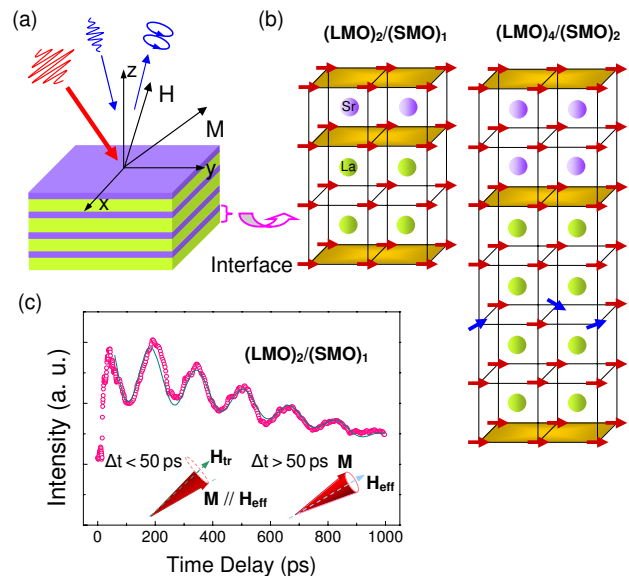 (a)
z
H
M
y
x
Interface
(b)
(LMO)2/(SMO)1
(LMO)4/(SMO)2
Sr
La
(c)
(LMO)2/(SMO)1
Intensity (a. u.)
Δt < 50 ps
Htr
M // Heff
Δt > 50 ps
M
Heff
0 200 400 600 800 1000
Time Delay (ps)